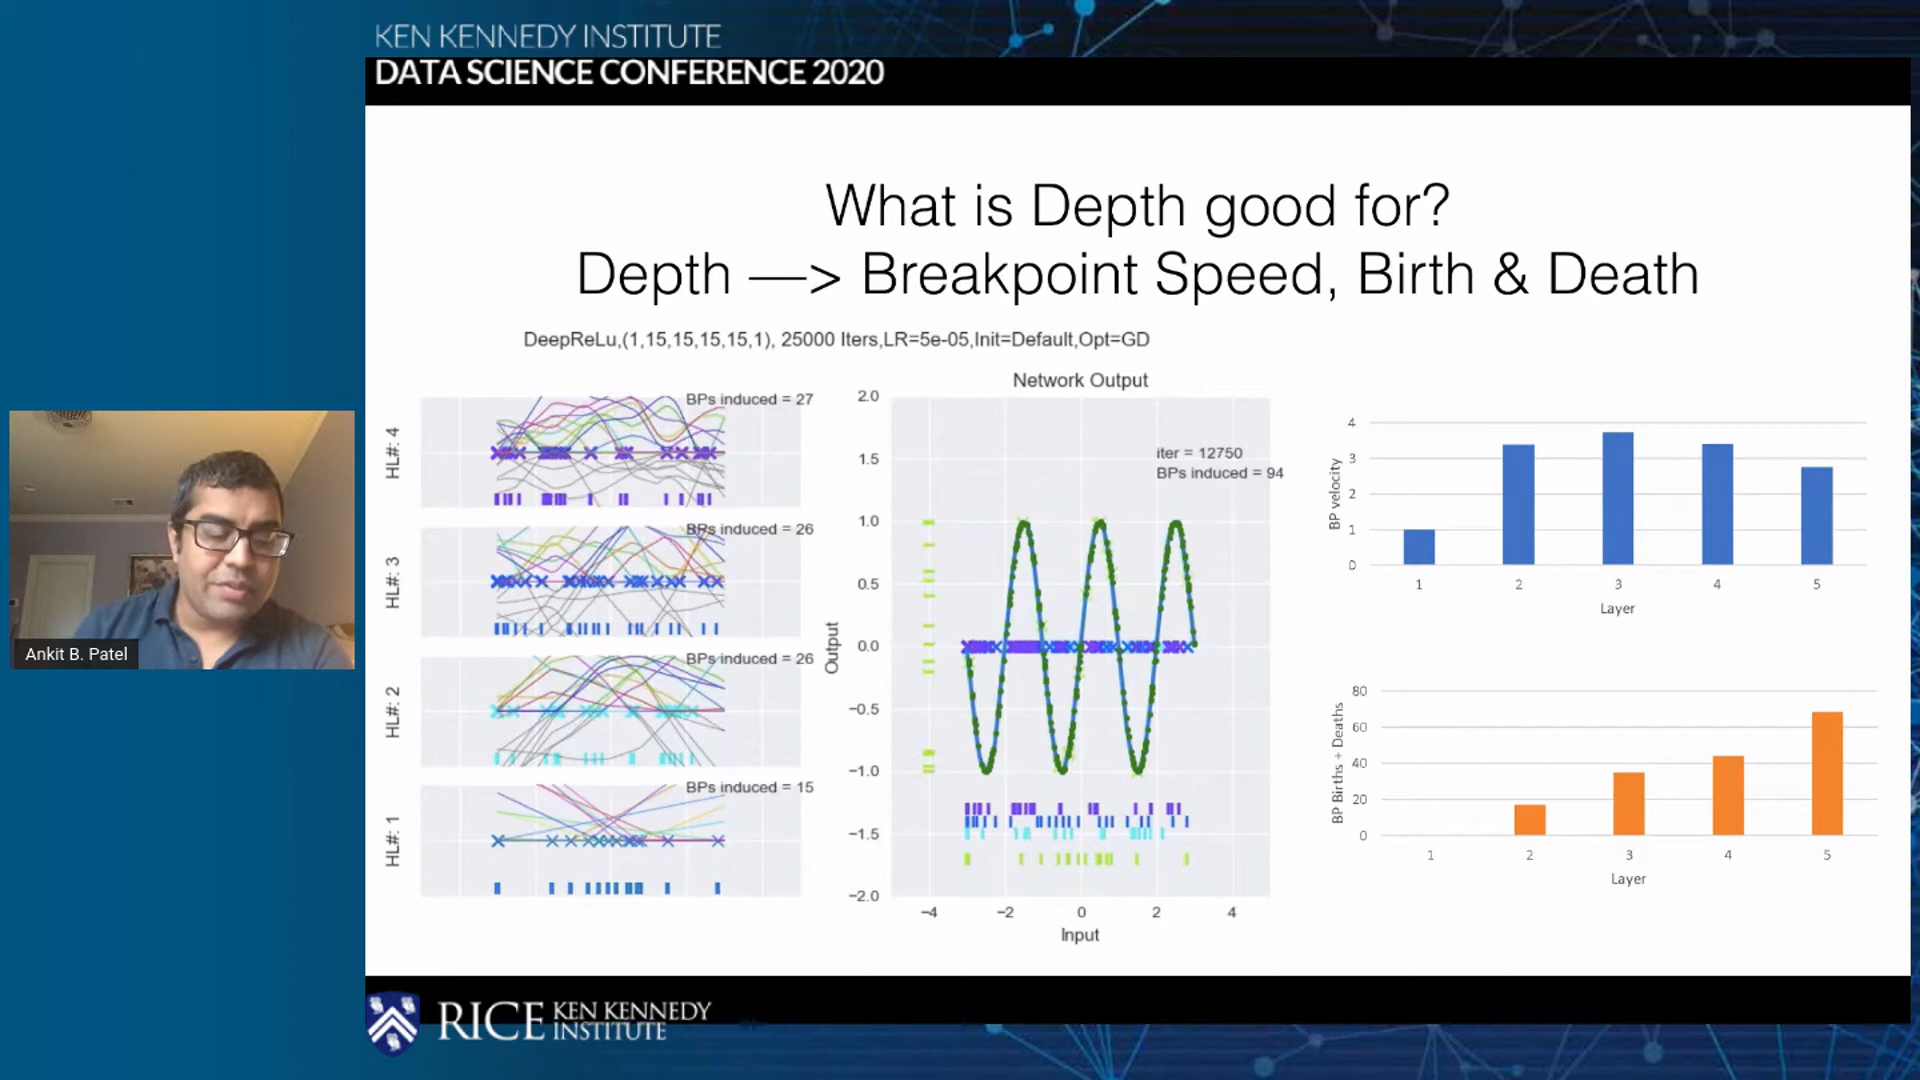 KEN KENNEDY INSTITUTE
DATA SCIENCE CONFERENCE 2020
What is Depth good for?
Depth —> Breakpoint Speed, Birth & Death
DeepReLu,(1,15,15,15,15,1), 25000 Iters,LR=5e-05,Init=Default,Opt=GD
HL#: 4
BPs induced = 27
HL#: 3
BPs induced = 26
HL#: 2
BPs induced = 26
HL#: 1
BPs induced = 15
Network Output
iter = 12750
BPs induced = 94
Output
2.0
1.5
1.0
0.5
0.0
−0.5
−1.0
−1.5
−2.0
−4 −2 0 2 4
Input
BP velocity
4
3
2
1
0
1 2 3 4 5
Layer
BP Births + Deaths
80
60
40
20
0
1 2 3 4 5
Layer
Ankit B. Patel
RICE
KEN KENNEDY
INSTITUTE